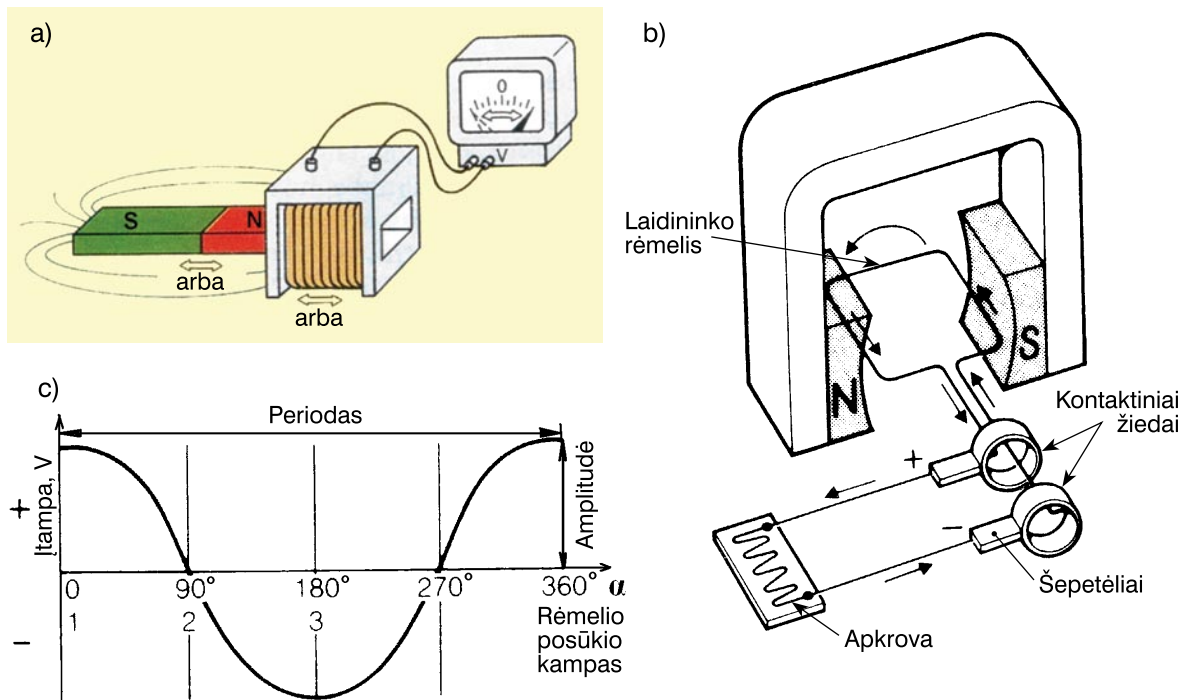 a)
0
V
S
N
arba
arba
b)
Laidininko
rėmelis
N
S
Kontaktiniai
žiedai
+
–
Šepetėliai
Apkrova
c)
Periodas
Įtampa, V
+
–
Amplitudė
0 90° 180° 270° 360° α
1 2 3
Rėmelio
posūkio
kampas